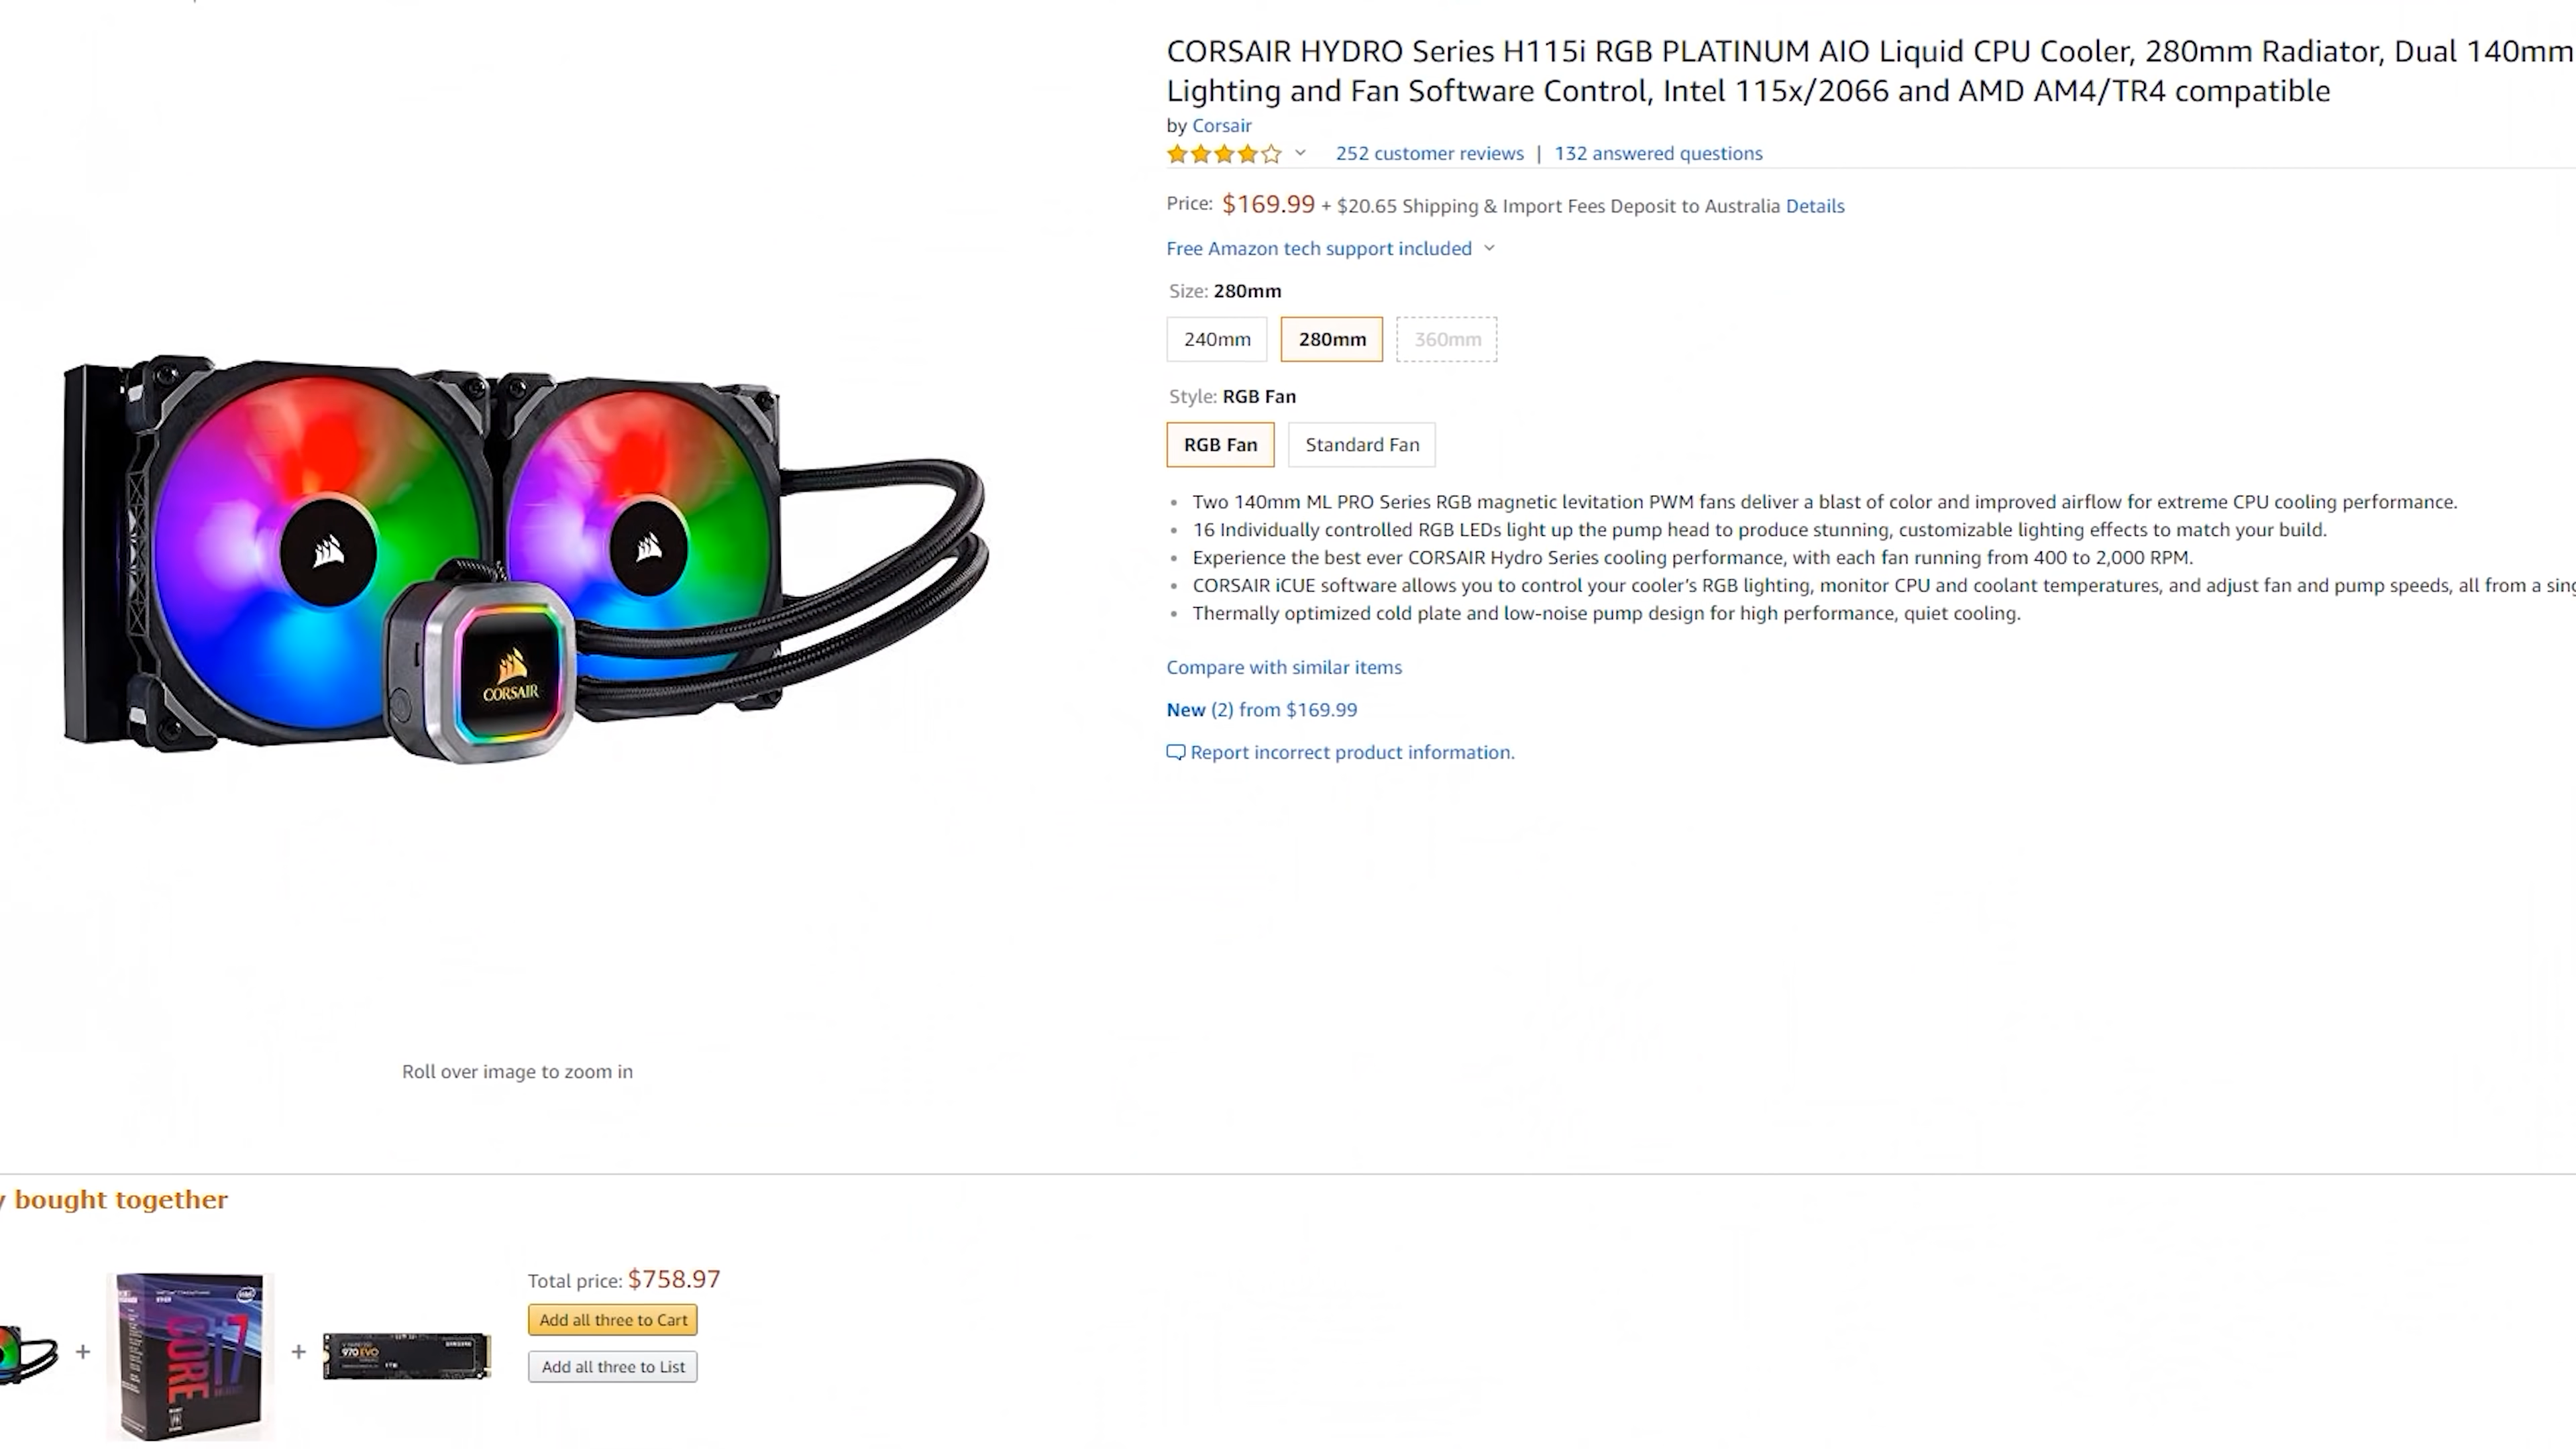 CORSAIR HYDRO Series H115i RGB PLATINUM AIO Liquid CPU Cooler, 280mm Radiator, Dual 140mm
Lighting and Fan Software Control, Intel 115x/2066 and AMD AM4/TR4 compatible
by Corsair
252 customer reviews | 132 answered questions
Price: $169.99 + $20.65 Shipping & Import Fees Deposit to Australia Details
Free Amazon tech support included
Size: 280mm
240mm 280mm 360mm
Style: RGB Fan
RGB Fan Standard Fan
• Two 140mm ML PRO Series RGB magnetic levitation PWM fans deliver a blast of color and improved airflow for extreme CPU cooling performance.
• 16 Individually controlled RGB LEDs light up the pump head to produce stunning, customizable lighting effects to match your build.
• Experience the best ever CORSAIR Hydro Series cooling performance, with each fan running from 400 to 2,000 RPM.
• CORSAIR iCUE software allows you to control your cooler's RGB lighting, monitor CPU and coolant temperatures, and adjust fan and pump speeds, all from a sing
• Thermally optimized cold plate and low-noise pump design for high performance, quiet cooling.
Compare with similar items
New (2) from $169.99
Report incorrect product information.
CORSAIR
Roll over image to zoom in
y bought together
+
intel
CORE i7
+
970 EVO
SAMSUNG
Total price: $758.97
Add all three to Cart
Add all three to List